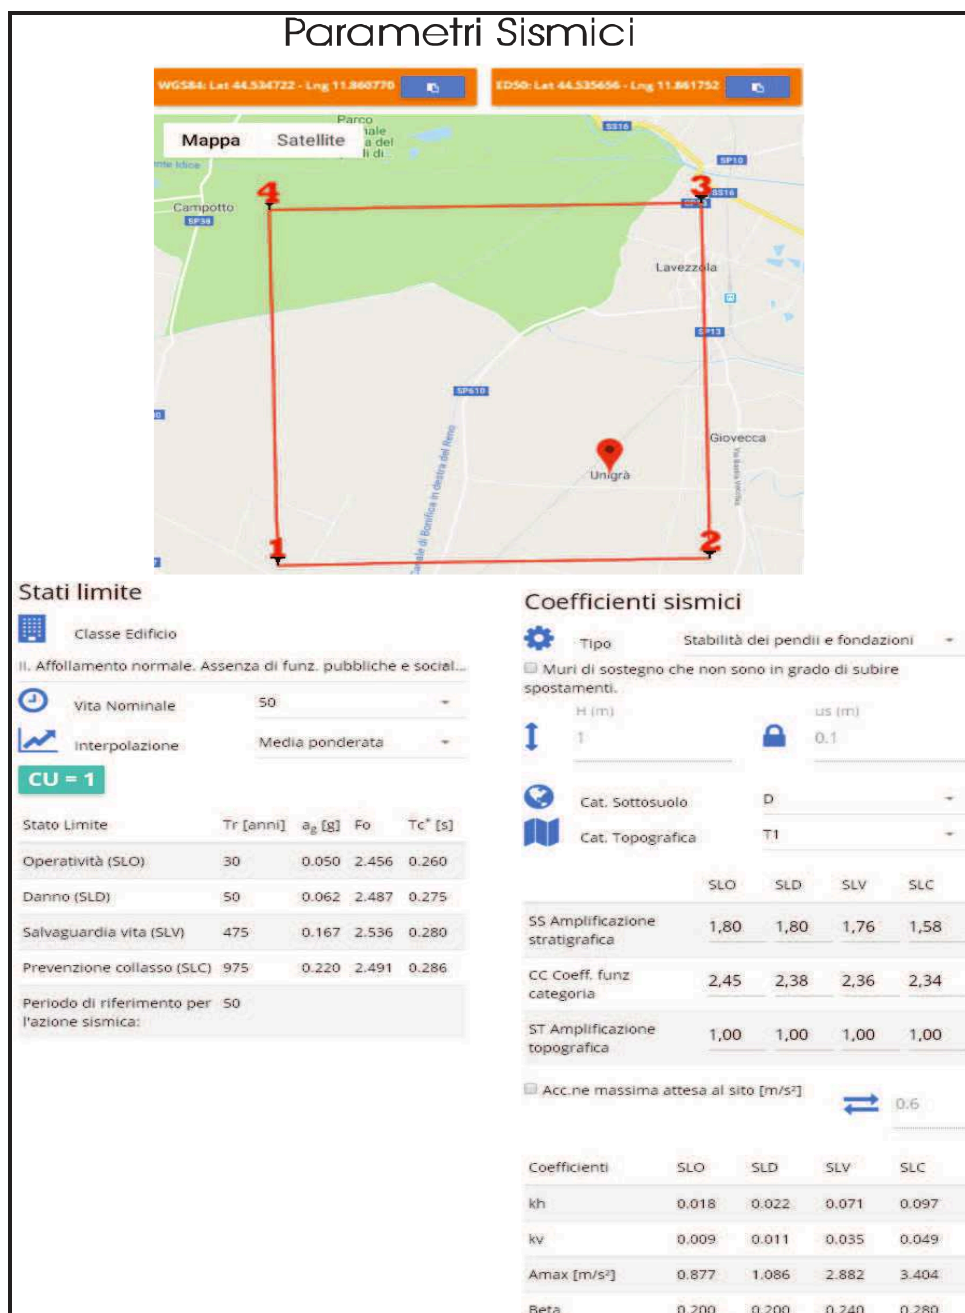 Parametri Sismici
WGS84: Lat 44.534722 - Lng 11.860770
ED50: Lat 44.535656 - Lng 11.861752
Mappa Satellite
Parco
del
di...
SS16
SP10
SS16
Idice
4
3
Campotto
SP38
Lavezzola
SP13
SP610
Giovecca
Unigrà
Canale di Bonifica in destra del Reno
1
2
Stati limite
Classe Edificio
II. Affollamento normale. Assenza di funz. pubbliche e social...
Vita Nominale 50
Interpolazione Media ponderata
CU = 1
Stato Limite Tr [anni] ag [g] Fo Tc* [s]
Operatività (SLO) 30 0.050 2.456 0.260
Danno (SLD) 50 0.062 2.487 0.275
Salvaguardia vita (SLV) 475 0.167 2.536 0.280
Prevenzione collasso (SLC) 975 0.220 2.491 0.286
Periodo di riferimento per 50
l'azione sismica:
Coefficienti sismici
Tipo Stabilità dei pendii e fondazioni
Muri di sostegno che non sono in grado di subire
spostamenti.
H (m) us (m)
1 0.1
Cat. Sottosuolo D
Cat. Topografica T1
SLO SLD SLV SLC
SS Amplificazione
stratigrafica 1,80 1,80 1,76 1,58
CC Coeff. funz
categoria 2,45 2,38 2,36 2,34
ST Amplificazione
topografica 1,00 1,00 1,00 1,00
Acc.ne massima attesa al sito [m/s²]
0.6
Coefficienti SLO SLD SLV SLC
kh 0.018 0.022 0.071 0.097
kv 0.009 0.011 0.035 0.049
Amax [m/s²] 0.877 1.086 2.882 3.404
Beta 0.200 0.200 0.240 0.280